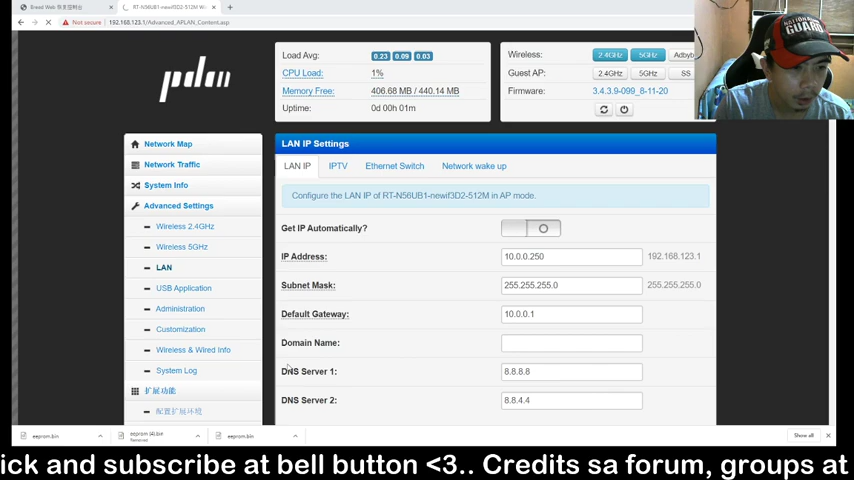 Breed Web 恢复控制台
RT-N56UB1-newif3D2-512M W
Not secure
192.168.123.1/Advanced_APLAN_Content.asp
Load Avg: 0.23 0.09 0.03
CPU Load: 1%
Memory Free: 406.68 MB / 440.14 MB
Uptime: 0d 00h 01m
Wireless: 2.4GHz 5GHz Adbyb
Guest AP: 2.4GHz 5GHz SS
Firmware: 3.4.3.9-099_8-11-20
NATION
GUARD
Network Map
Network Traffic
System Info
Advanced Settings
Wireless 2.4GHz
Wireless 5GHz
LAN
USB Application
Administration
Customization
Wireless & Wired Info
System Log
扩展功能
配置扩展环境
LAN IP Settings
LAN IP IPTV Ethernet Switch Network wake up
Configure the LAN IP of RT-N56UB1-newif3D2-512M in AP mode.
Get IP Automatically?
IP Address: 10.0.0.250 192.168.123.1
Subnet Mask: 255.255.255.0 255.255.255.0
Default Gateway: 10.0.0.1
Domain Name:
DNS Server 1: 8.8.8.8
DNS Server 2: 8.8.4.4
eeprom.bin
eeprom (4).bin
Removed
eeprom.bin
Show all
ick and subscribe at bell button <3.. Credits sa forum, groups at